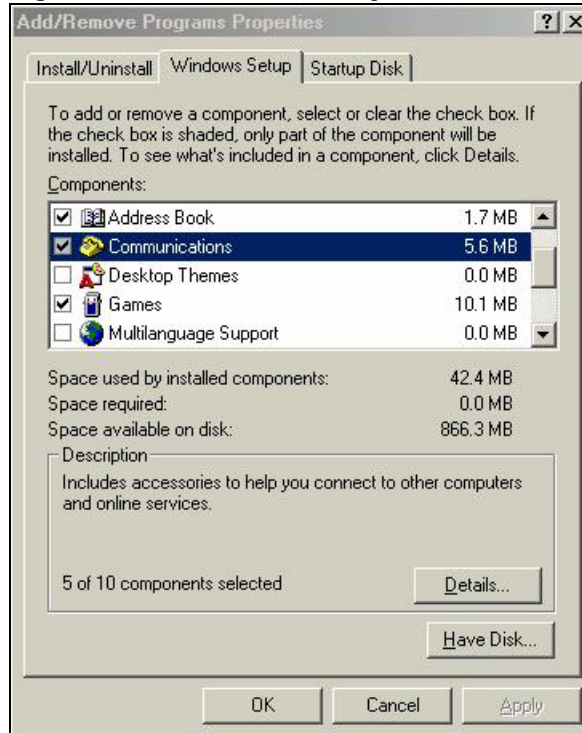 Add/Remove Programs Properties
Install/Uninstall Windows Setup Startup Disk
To add or remove a component, select or clear the check box. If
the check box is shaded, only part of the component will be
installed. To see what's included in a component, click Details.
Components:
Address Book 1.7 MB
Communications 5.6 MB
Desktop Themes 0.0 MB
Games 10.1 MB
Multilanguage Support 0.0 MB
Space used by installed components: 42.4 MB
Space required: 0.0 MB
Space available on disk: 866.3 MB
Description
Includes accessories to help you connect to other computers
and online services.
5 of 10 components selected Details...
Have Disk...
OK Cancel Apply